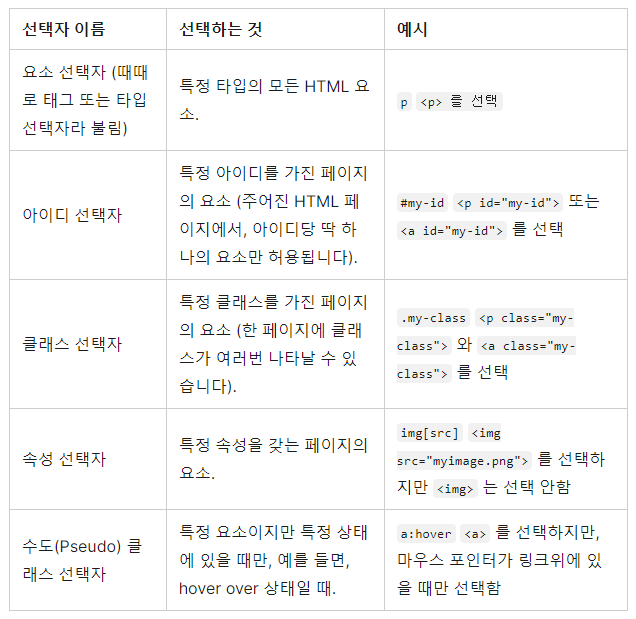 선택자 이름
선택하는 것
예시
요소 선택자 (때때
로 태그 또는 타입
선택자라 불림)
특정 타입의 모든 HTML 요
소.
p <p> 를 선택
아이디 선택자
특정 아이디를 가진 페이지
의 요소 (주어진 HTML 페
이지에서, 아이디당 딱 하
나의 요소만 허용됩니다).
#my-id <p id="my-id"> 또는
<a id="my-id"> 를 선택
클래스 선택자
특정 클래스를 가진 페이지
의 요소 (한 페이지에 클래
스가 여러번 나타날 수 있
습니다).
.my-class <p class="my-
class"> 와 <a class="my-
class"> 를 선택
속성 선택자
특정 속성을 갖는 페이지의
요소.
img[src] <img
src="myimage.png"> 를 선택하
지만 <img> 는 선택 안함
수도(Pseudo) 클
래스 선택자
특정 요소이지만 특정 상태
에 있을 때만, 예를 들면,
hover over 상태일 때.
a:hover <a> 를 선택하지만,
마우스 포인터가 링크위에 있
을 때만 선택함